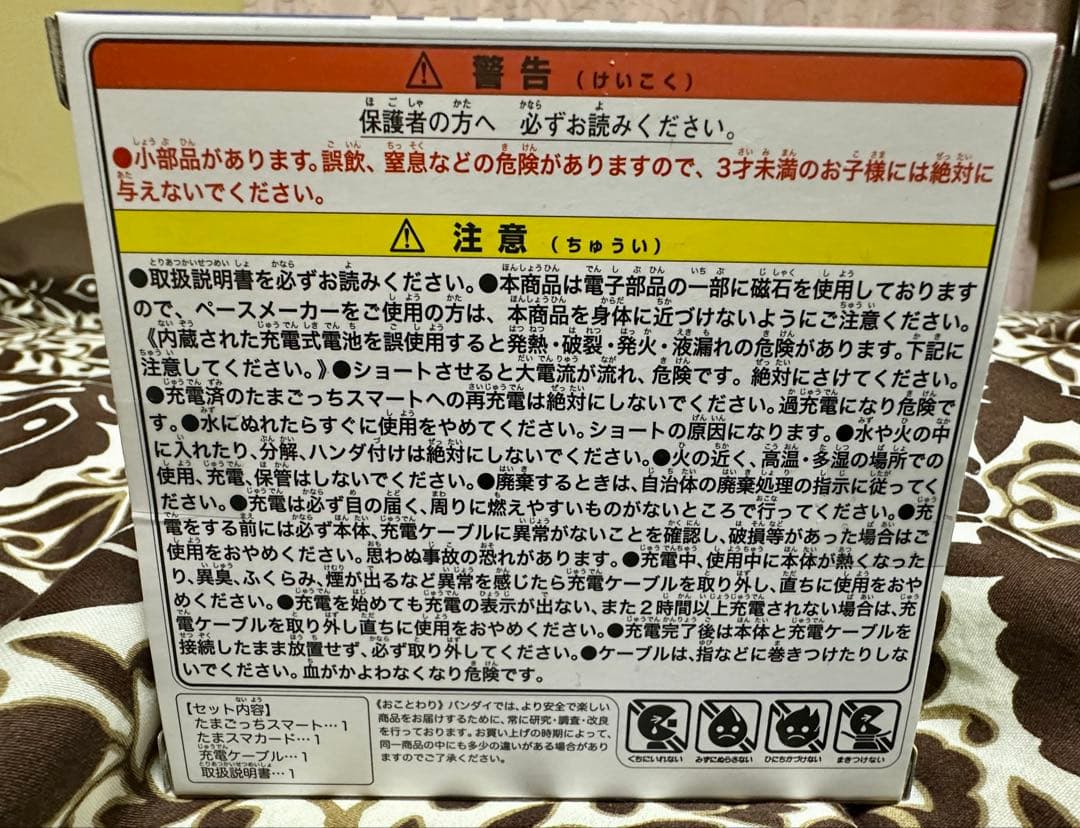 ⚠ 警告 (けいこく)
保護者の方へ 必ずお読みください。
●小部品があります。誤飲、窒息などの危険がありますので、3才未満のお子様には絶対に
与えないでください。
⚠ 注意 (ちゅうい)
●取扱説明書を必ずお読みください。●本商品は電子部品の一部に磁石を使用しております
ので、ペースメーカーをご使用の方は、本商品を身体に近づけないようにご注意ください。
《内蔵された充電式電池を誤使用すると発熱・破裂・発火・液漏れの危険があります。下記に
注意してください。》●ショートさせると大電流が流れ、危険です。絶対にさけてください。
●充電済のたまごっちスマートへの再充電は絶対にしないでください。過充電になり危険で
す。●水にぬれたらすぐに使用をやめてください。ショートの原因になります。●水や火の中
に入れたり、分解、ハンダ付けは絶対にしないでください。●火の近く、高温・多湿の場所での
使用、充電、保管はしないでください。●廃棄するときは、自治体の廃棄処理の指示に従ってく
ださい。●充電は必ず目の届く、周りに燃えやすいものがないところで行ってください。●充
電をする前には必ず本体、充電ケーブルに異常がないことを確認し、破損等があった場合はご
使用をおやめください。思わぬ事故の恐れがあります。●充電中、使用中に本体が熱くなった
り、異臭、ふくらみ、煙が出るなど異常を感じたら充電ケーブルを取り外し、直ちに使用をおや
めください。●充電を始めても充電の表示が出ない、また2時間以上充電されない場合は、充
電ケーブルを取り外し直ちに使用をおやめください。●充電完了後は本体と充電ケーブルを
接続したまま放置せず、必ず取り外してください。●ケーブルは、指などに巻きつけたりしな
いでください。血がかよわなくなり危険です。
【セット内容】
たまごっちスマート…1
たまスマカード…1
充電ケーブル…1
取扱説明書…1
《おことわり》バンダイでは、より安全で楽しい
商品をお届けするために、常に研究・調査・改良
を行っております。お買い上げの時期によって、
同一商品の中にも多少の違いがある場合があり
ますのでご了承ください。
くちにいれない みずにぬらさない ひにちかづけない まきつけない